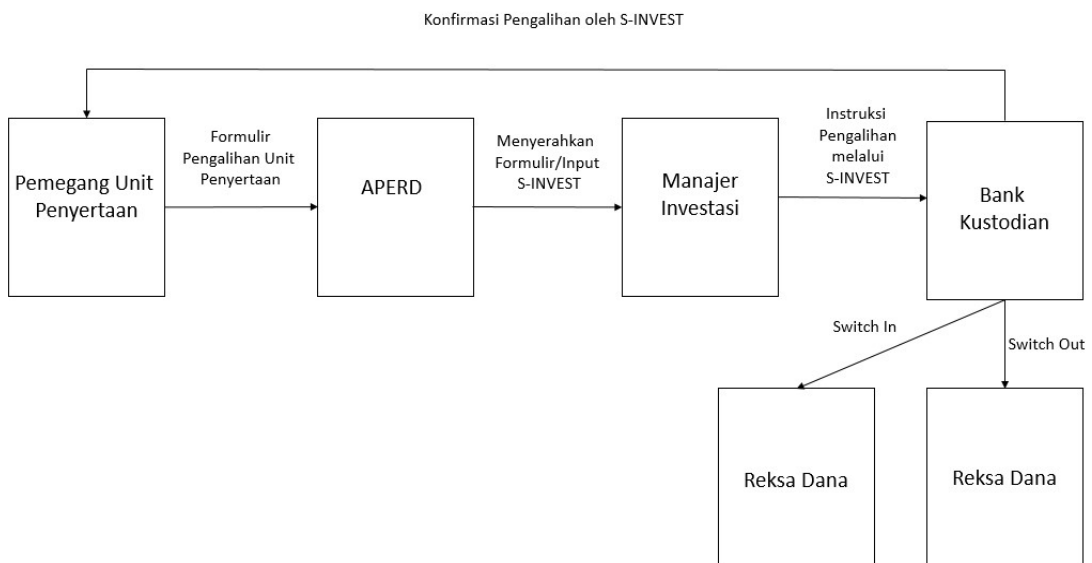 Konfirmasi Pengalihan oleh S-INVEST
Formulir
Pengalihan Unit
Penyertaan
Menyerahkan
Formulir/Input
S-INVEST
Instruksi
Pengalihan
melalui
S-INVEST
Pemegang Unit
Penyertaan
APERD
Manajer
Investasi
Bank
Kustodian
Switch In
Switch Out
Reksa Dana
Reksa Dana